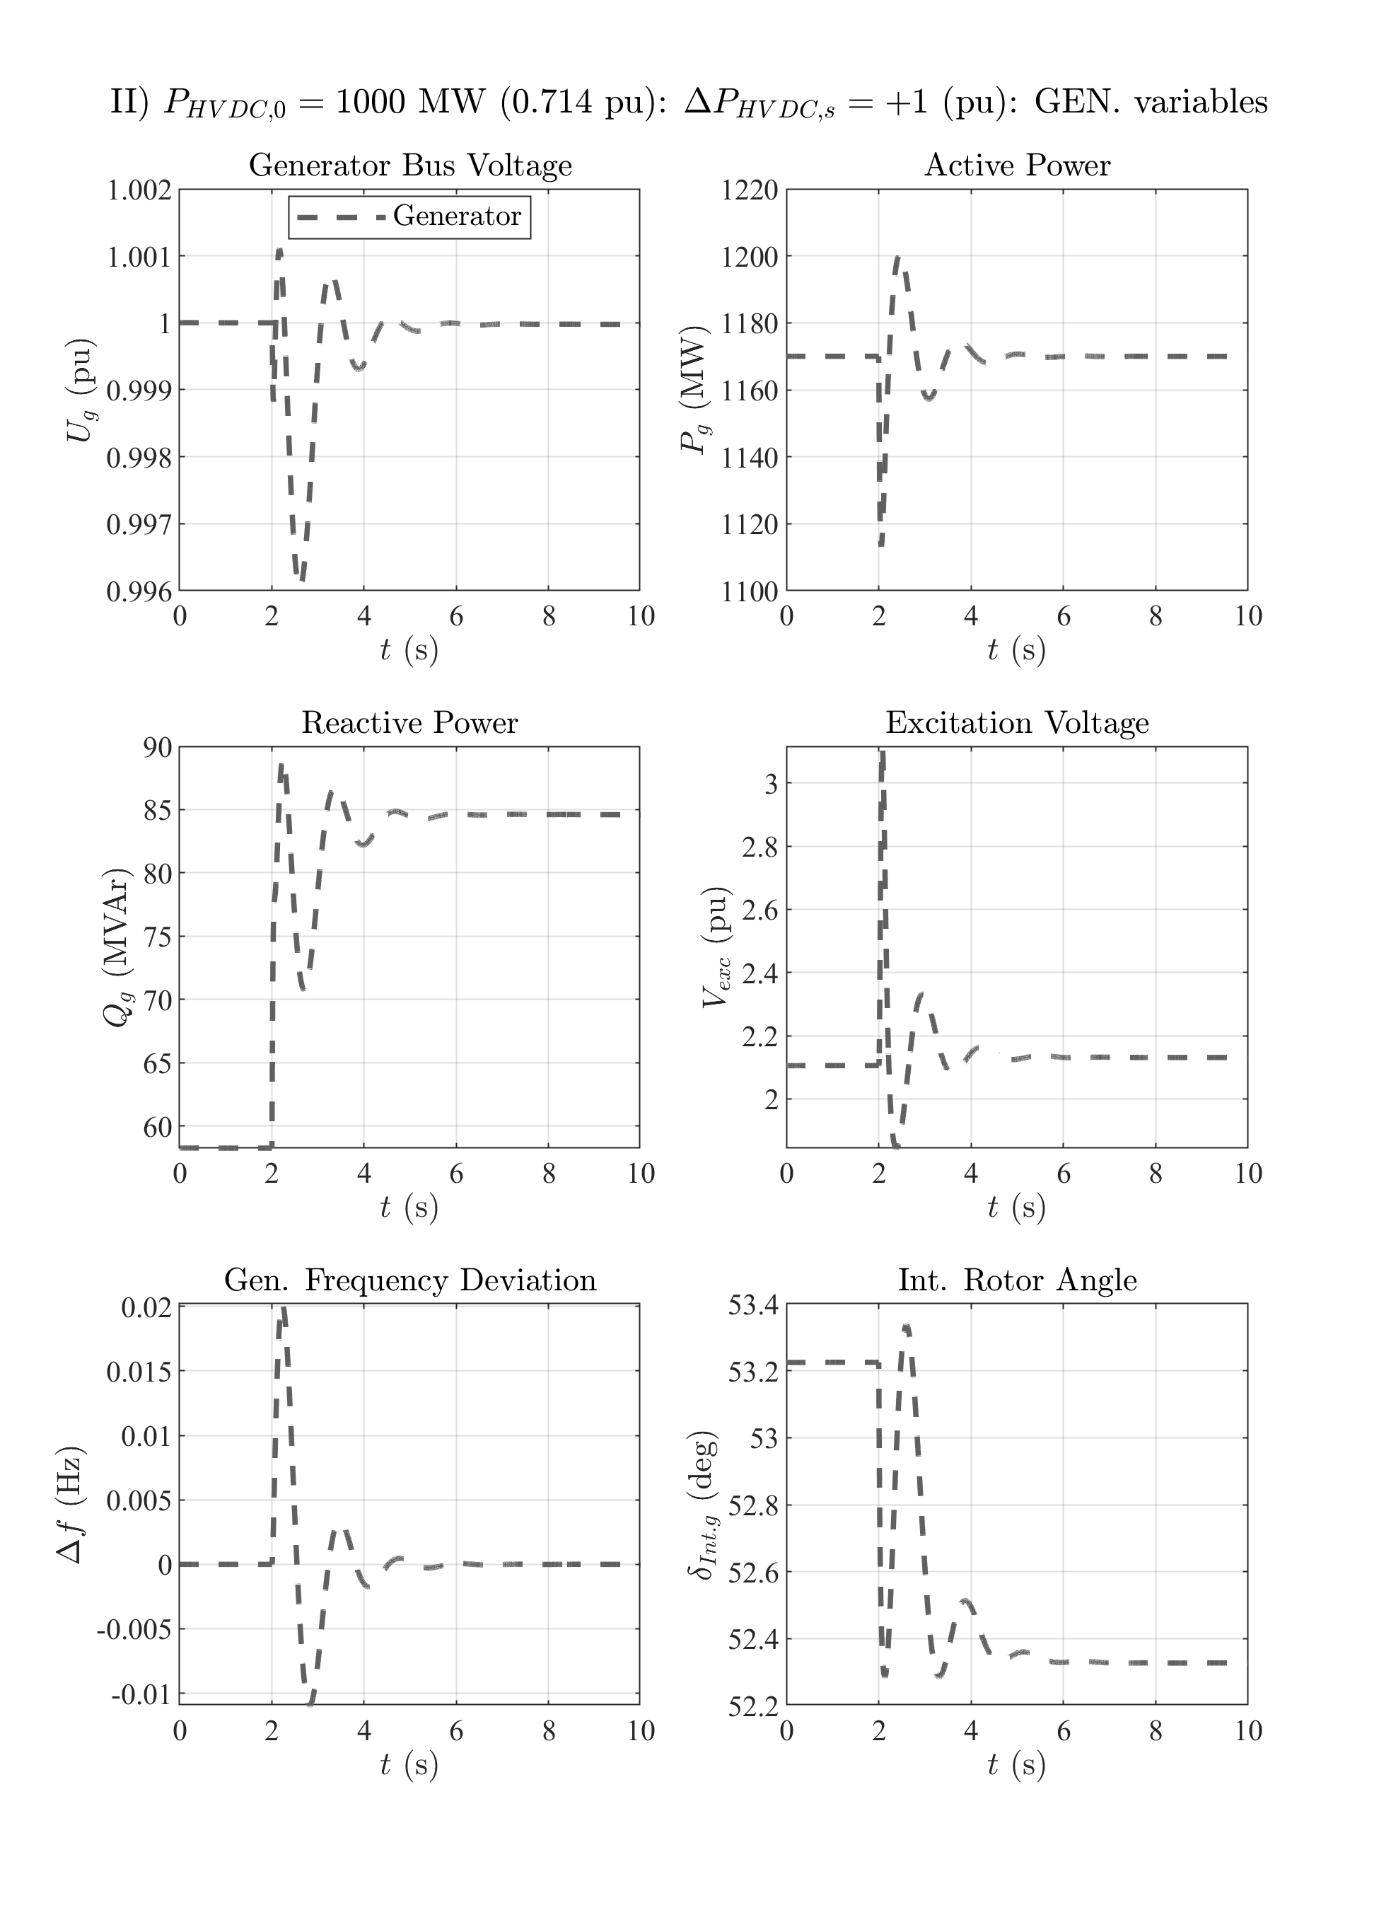 II) P_{HVDC,0} = 1000 MW (0.714 pu): ΔP_{HVDC,s} = +1 (pu): GEN. variables
Generator Bus Voltage
Generator
1.002
1.001
1
0.999
0.998
0.997
0.996
U_g (pu)
0 2 4 6 8 10
t (s)
Active Power
1220
1200
1180
1160
1140
1120
1100
P_g (MW)
0 2 4 6 8 10
t (s)
Reactive Power
90
85
80
75
70
65
60
Q_g (MVAr)
0 2 4 6 8 10
t (s)
Excitation Voltage
3
2.8
2.6
2.4
2.2
2
V_{exc} (pu)
0 2 4 6 8 10
t (s)
Gen. Frequency Deviation
0.02
0.015
0.01
0.005
0
-0.005
-0.01
Δf (Hz)
0 2 4 6 8 10
t (s)
Int. Rotor Angle
53.4
53.2
53
52.8
52.6
52.4
52.2
δ_{Int.g} (deg)
0 2 4 6 8 10
t (s)